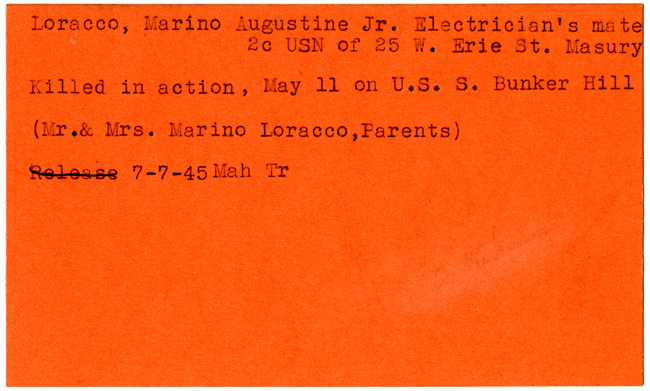 Loracco, Marino Augustine Jr. Electrician's mate
2c USN of 25 W. Erie St. Masury
Killed in action, May 11 on U.S. S. Bunker Hill
(Mr.& Mrs. Marino Loracco,Parents)
Release 7-7-45 Mah Tr